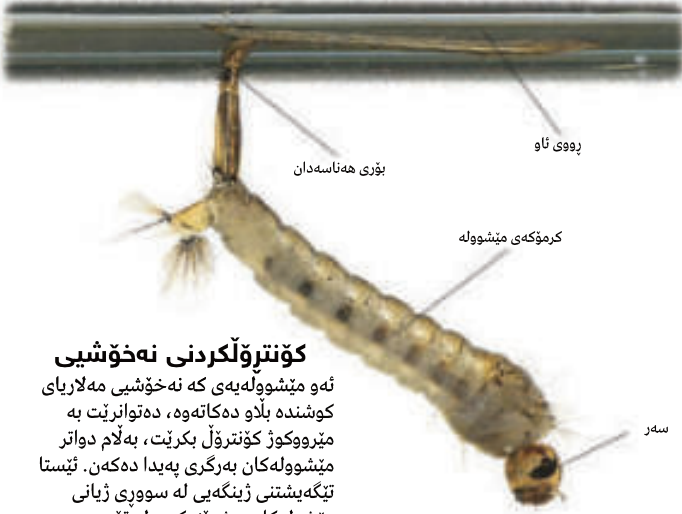 ڕووی ئاو
بۆری هەناسەدان
کرمۆکەی مێشوولە
کۆنتڕۆڵکردنی نەخۆشیی
ئەو مێشوولەیەی کە نەخۆشیی مەلاریای
کوشندە بڵاو دەکاتەوە، دەتوانرێت بە
مێرووکوژ کۆنترۆڵ بکرێت، بەڵام دواتر
مێشوولەکان بەرگری پەیدا دەکەن. ئێستا
تێگەیشتنی ژینگەیی لە سووڕی ژیانی
سەر